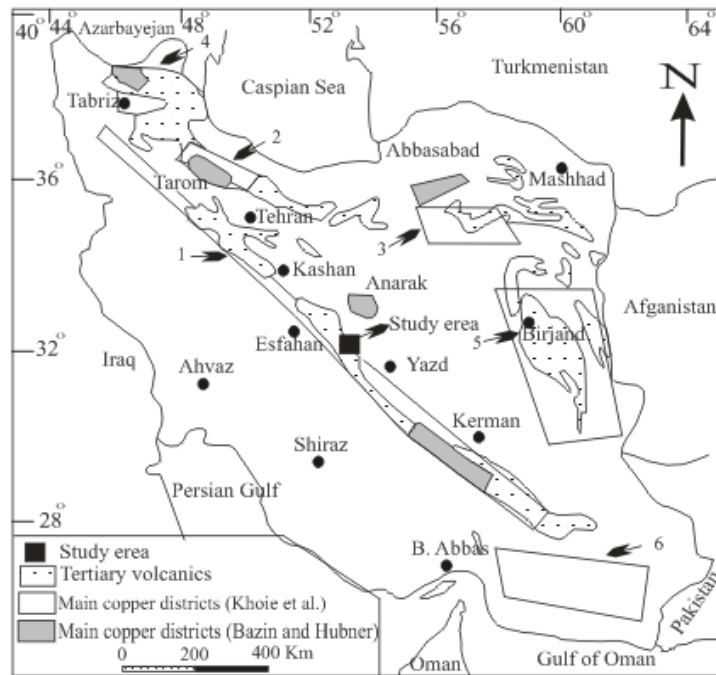 40° 44° 48° 52 56 60 64
Azarbayejan
4
Turkmenistan
N
Caspian Sea
Tabriz
2
Abbasabad
36°
Tarom
Mashhad
Tehran
3
1
Kashan
Anarak
Afganistan
Study erea
32°
Esfahan
5
Birjand
Iraq
Ahvaz
Yazd
Kerman
Shiraz
Persian Gulf
28°
6
B. Abbas
Study erea
Tertiary volcanics
Main copper districts (Khoie et al.)
Main copper districts (Bazin and Hubner)
0 200 400 Km
Pakistan
Oman
Gulf of Oman